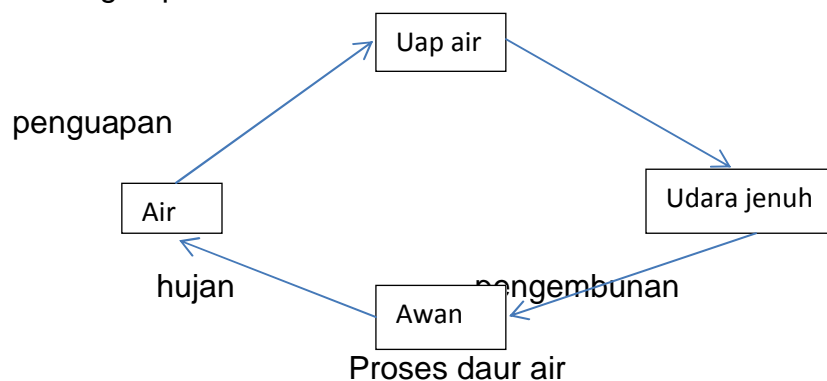 Uap air
penguapan
Air
Udara jenuh
hujan
pengembunan
Awan
Proses daur air